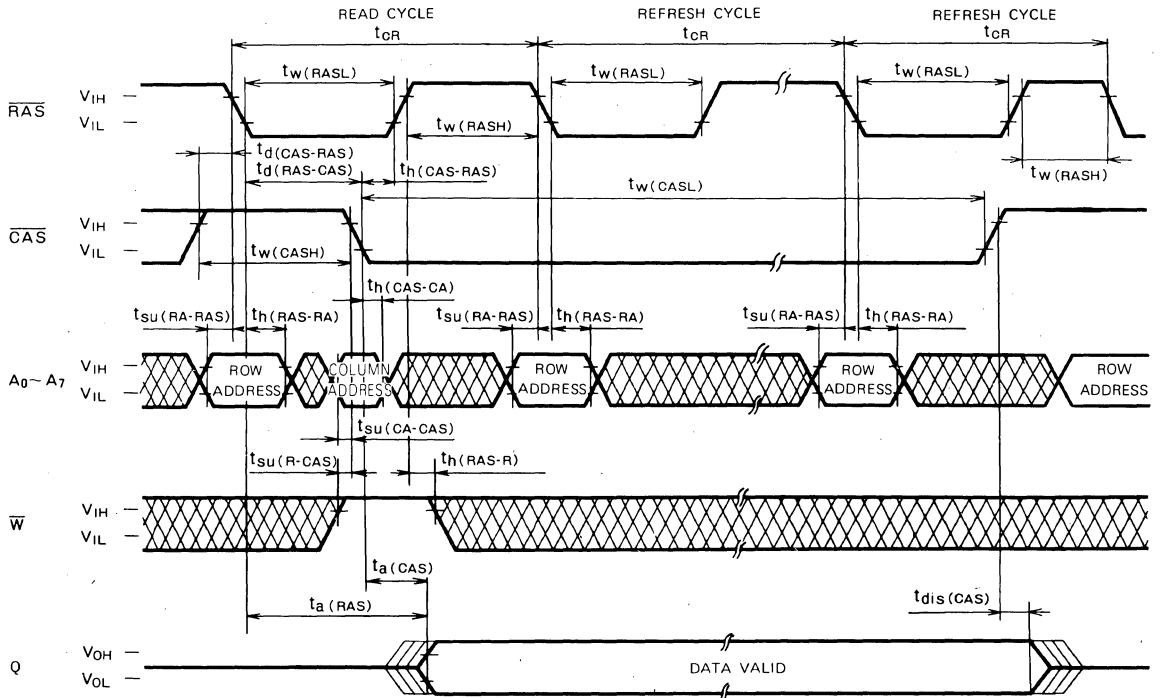 READ CYCLE REFRESH CYCLE REFRESH CYCLE
tCR tCR tCR
tW(RASL) tW(RASL) tW(RASL)
RAS VIH
VIL
tW(RASH) tW(RASH)
td(CAS-RAS)
td(RAS-CAS) th(CAS-RAS)
tW(CASL)
CAS VIH
VIL
tW(CASH)
th(CAS-CA)
tsu(RA-RAS) th(RAS-RA) tsu(RA-RAS) th(RAS-RA) tsu(RA-RAS) th(RAS-RA)
A0~A7 VIH
VIL
ROW ADDRESS
COLUMN ADDRESS
ROW ADDRESS
ROW ADDRESS
ROW ADDRESS
tsu(CA-CAS)
tsu(R-CAS) th(RAS-R)
W VIH
VIL
ta(CAS)
ta(RAS)
tdis(CAS)
Q VOH
VOL
DATA VALID